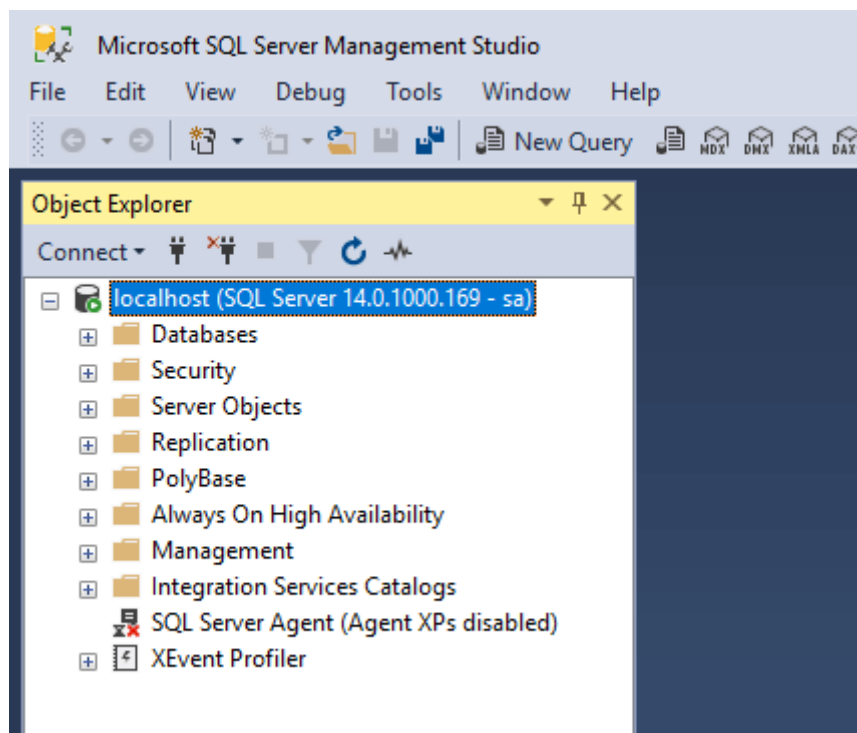 Microsoft SQL Server Management Studio
File Edit View Debug Tools Window Help
New Query MDX DMX XMLA DAX
Object Explorer
Connect
localhost (SQL Server 14.0.1000.169 - sa)
Databases
Security
Server Objects
Replication
PolyBase
Always On High Availability
Management
Integration Services Catalogs
SQL Server Agent (Agent XPs disabled)
XEvent Profiler